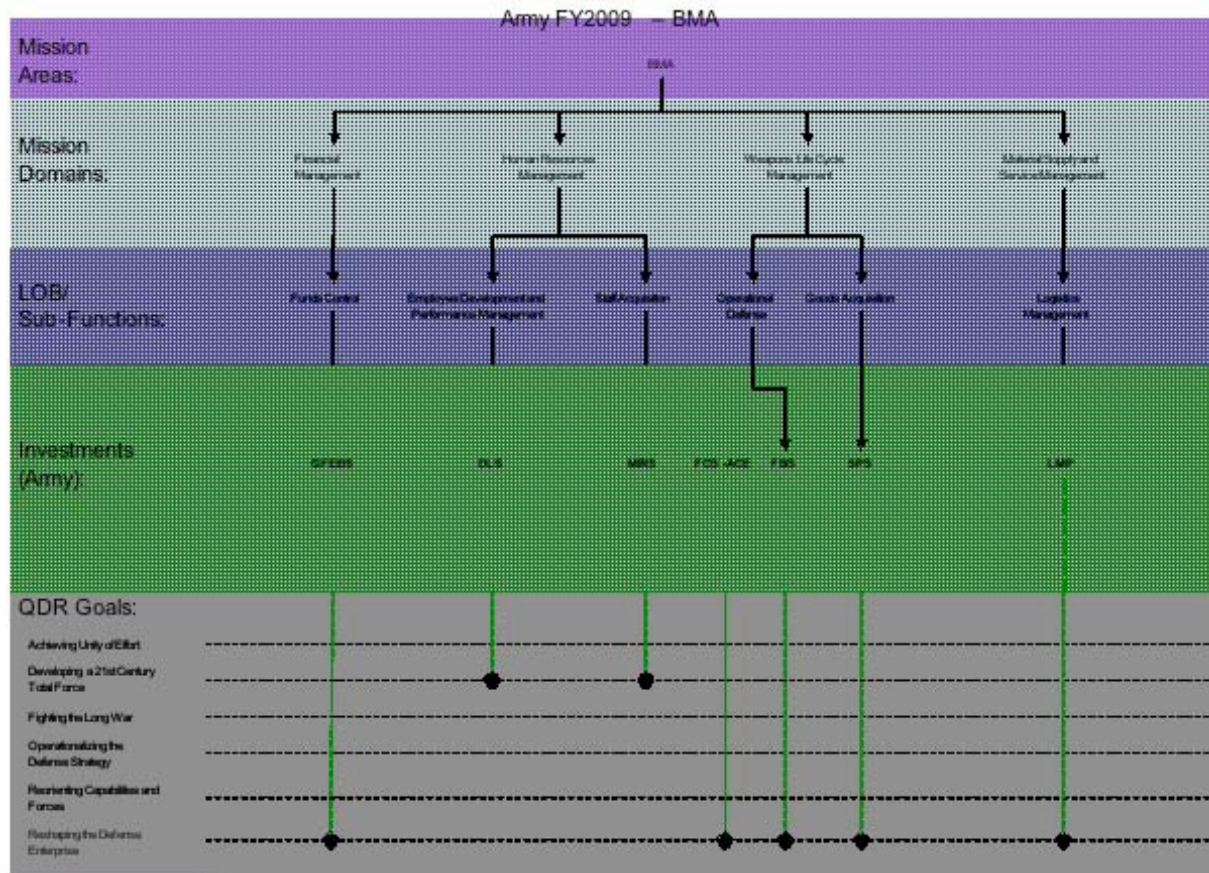 Army FY2009 – BMA
Mission
Areas:
BMA
Mission
Domains:
Financial
Management
Human Resources
Management
Weapons Life Cycle
Management
Material Supply and
Service Management
LOB/
Sub-Functions:
Funds Control
Employee Development and
Performance Management
Staff Acquisition
Operational
Defense
Goods Acquisition
Logistics
Management
Investments
(Army):
GFEBS
DLS
MIRS
FCS -ACE
FBS
SPS
LMP
QDR Goals:
Achieving Unity of Effort
Developing a 21st Century
Total Force
Fighting the Long War
Operationalizing the
Defense Strategy
Reorienting Capabilities and
Forces
Reshaping the Defense
Enterprise